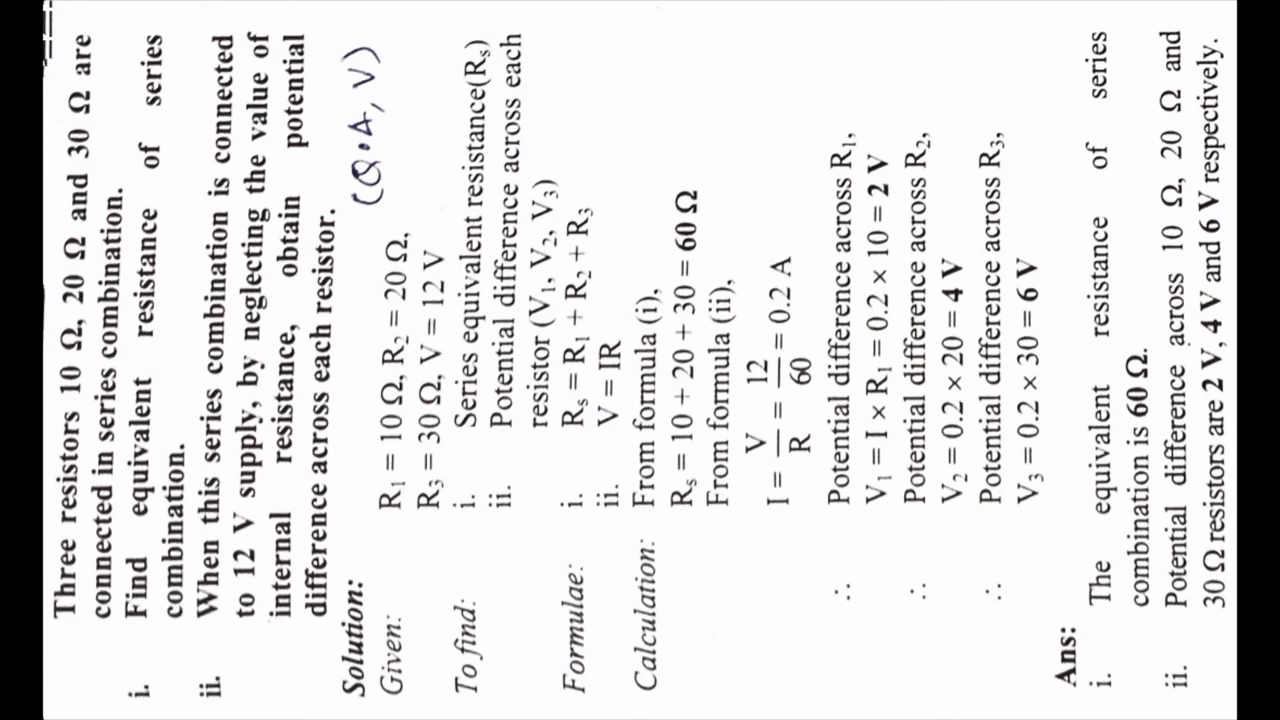 Three resistors 10 Ω, 20 Ω and 30 Ω are
connected in series combination.
i. Find equivalent resistance of series
combination.
ii. When this series combination is connected
to 12 V supply, by neglecting the value of
internal resistance, obtain potential
difference across each resistor.
Solution: (Q.4, V)
Given: R₁ = 10 Ω, R₂ = 20 Ω,
R₃ = 30 Ω, V = 12 V
To find: i. Series equivalent resistance(Rₛ)
ii. Potential difference across each
resistor (V₁, V₂, V₃)
Formulae: i. Rₛ = R₁ + R₂ + R₃
ii. V = IR
Calculation: From formula (i),
Rₛ = 10 + 20 + 30 = 60 Ω
From formula (ii),
I = V/R = 12/60 = 0.2 A
∴ Potential difference across R₁,
V₁ = I × R₁ = 0.2 × 10 = 2 V
∴ Potential difference across R₂,
V₂ = 0.2 × 20 = 4 V
∴ Potential difference across R₃,
V₃ = 0.2 × 30 = 6 V
Ans:
i. The equivalent resistance of series
combination is 60 Ω.
ii. Potential difference across 10 Ω, 20 Ω and
30 Ω resistors are 2 V, 4 V and 6 V respectively.